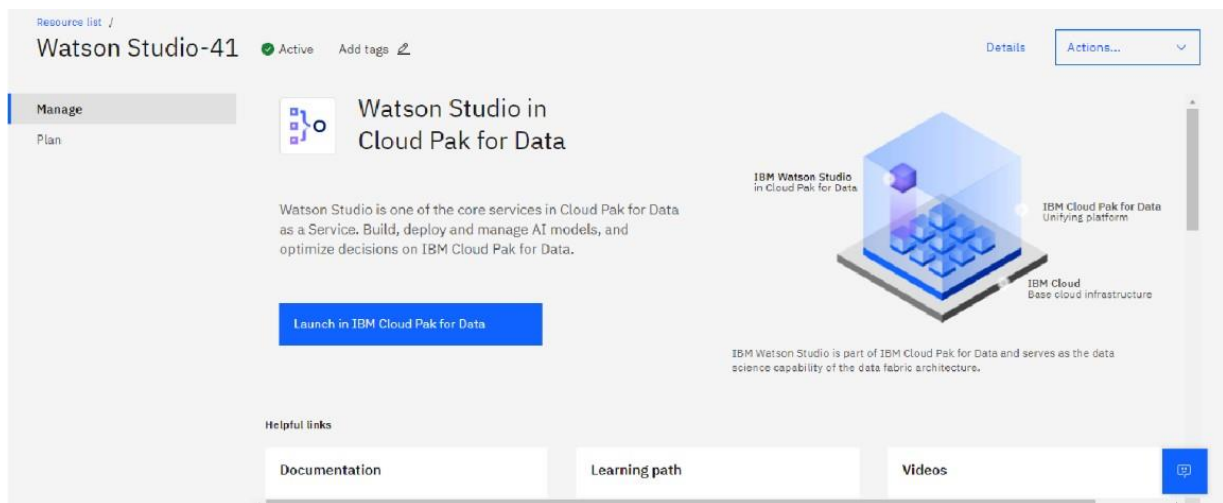 Resource list /
Watson Studio-41
Active
Add tags
Details
Actions...
Manage
Plan
Watson Studio in
Cloud Pak for Data
Watson Studio is one of the core services in Cloud Pak for Data
as a Service. Build, deploy and manage AI models, and
optimize decisions on IBM Cloud Pak for Data.
Launch in IBM Cloud Pak for Data
IBM Watson Studio
in Cloud Pak for Data
IBM Cloud Pak for Data
Unifying platform
IBM Cloud
Base cloud infrastructure
IBM Watson Studio is part of IBM Cloud Pak for Data and serves as the data
science capability of the data fabric architecture.
Helpful links
Documentation
Learning path
Videos